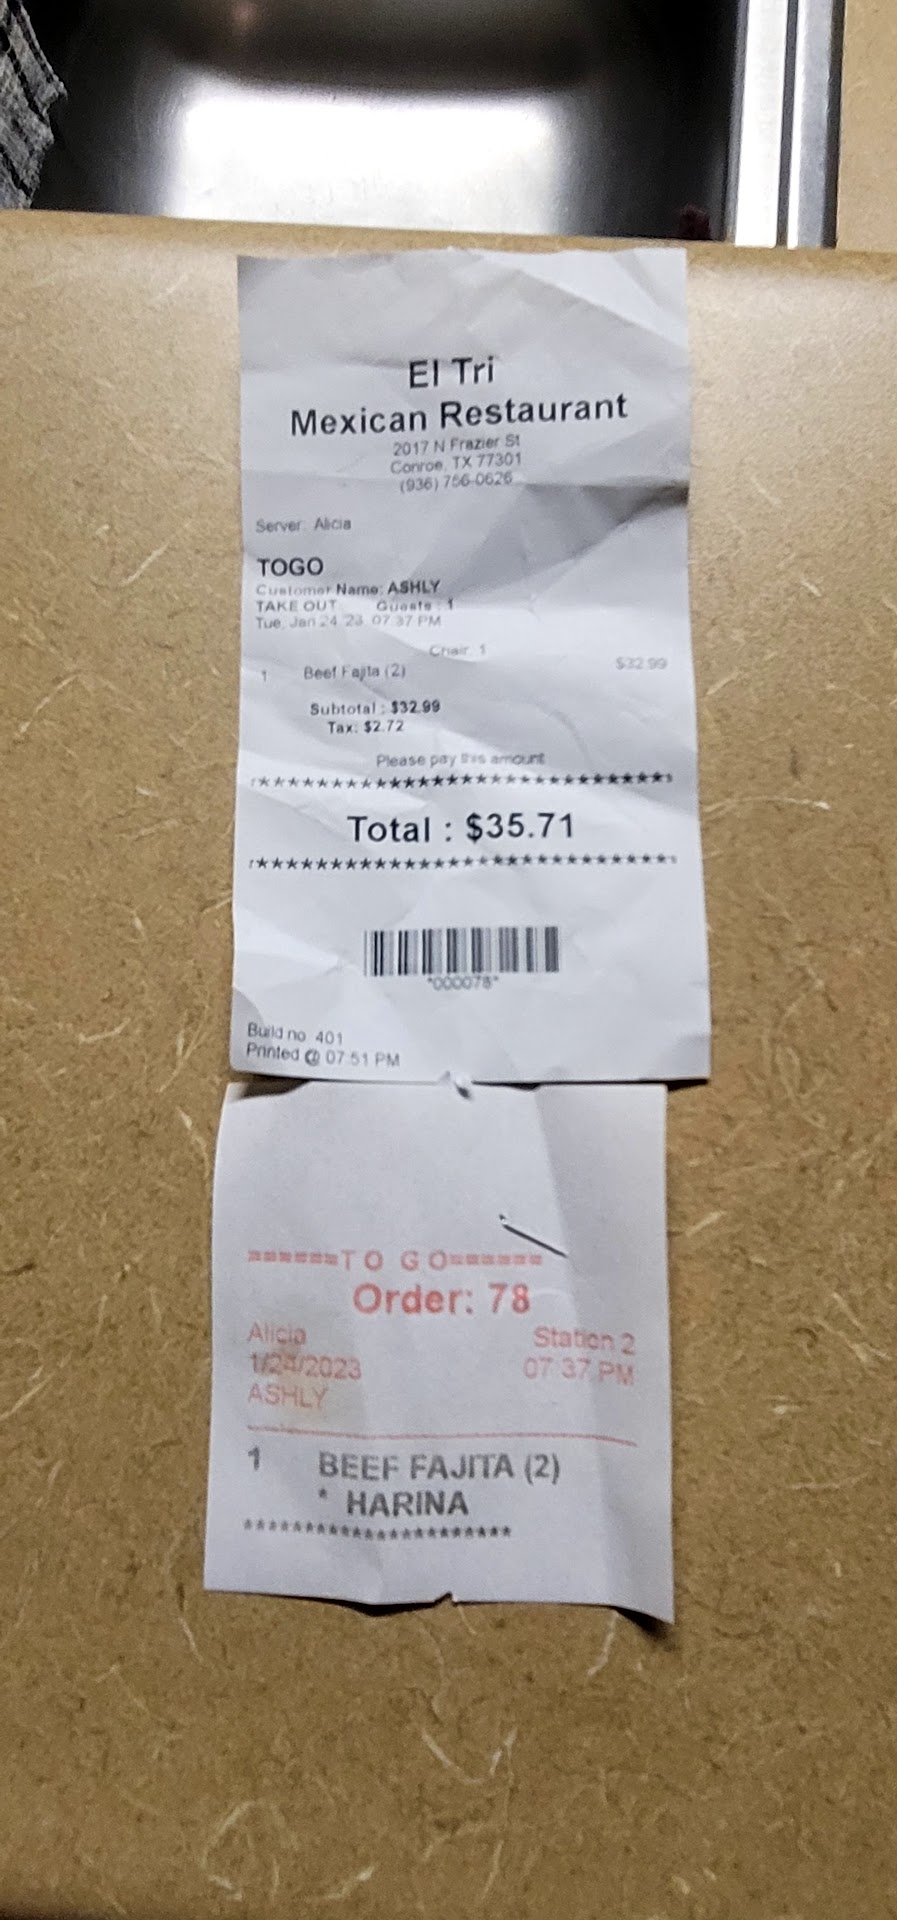 El Tri
Mexican Restaurant
2017 N Frazier St
Conroe, TX 77301
(936) 756-0626
Server: Alicia
TOGO
Customer Name: ASHLY
TAKE OUT Guests : 1
Tue, Jan 24 '23 07:37 PM
Chair 1
1 Beef Fajita (2) $32.99
Subtotal : $32.99
Tax: $2.72
Please pay this amount
Total : $35.71
*000078*
Build no 401
Printed @ 07:51 PM
======T O G O======
Order: 78
Alicia Station 2
1/24/2023 07:37 PM
ASHLY
1 BEEF FAJITA (2)
* HARINA
**********************